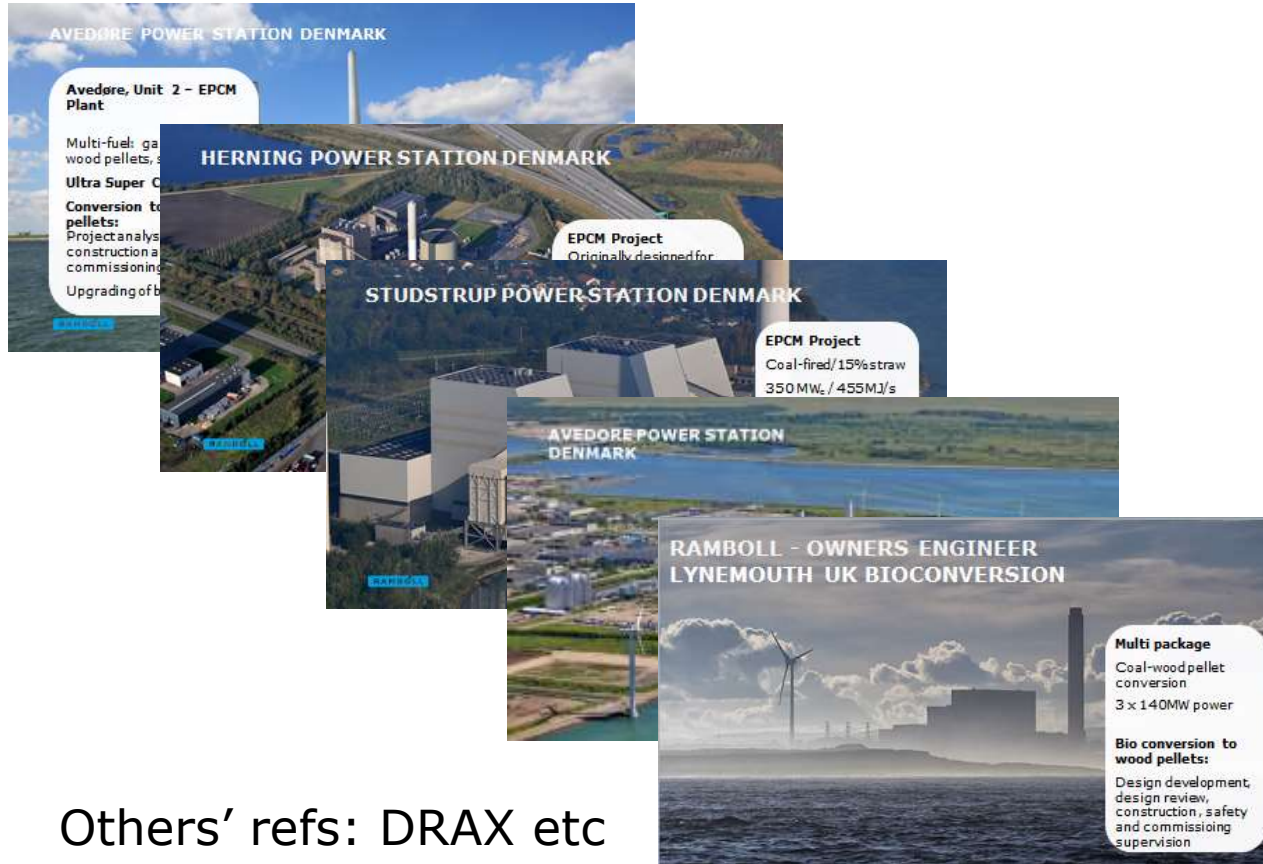 AVEDØRE POWER STATION DENMARK
Avedøre, Unit 2 – EPCM
Plant
Multi-fuel: ga
wood pellets, s
Ultra Super C
Conversion to
pellets:
Project analys
construction a
commissioning
Upgrading of b
RAMBOLL
HERNING POWER STATION DENMARK
EPCM Project
Originally designed for
RAMBOLL
STUDSTRUP POWER STATION DENMARK
EPCM Project
Coal-fired/15% straw
350 MWe / 455MJ/s
RAMBOLL
AVEDORE POWER STATION
DENMARK
RAMBOLL - OWNERS ENGINEER
LYNEMOUTH UK BIOCONVERSION
Multi package
Coal-wood pellet
conversion
3 x 140MW power
Bio conversion to
wood pellets:
Design development,
design review,
construction, safety
and commissioing
supervision
Others’ refs: DRAX etc